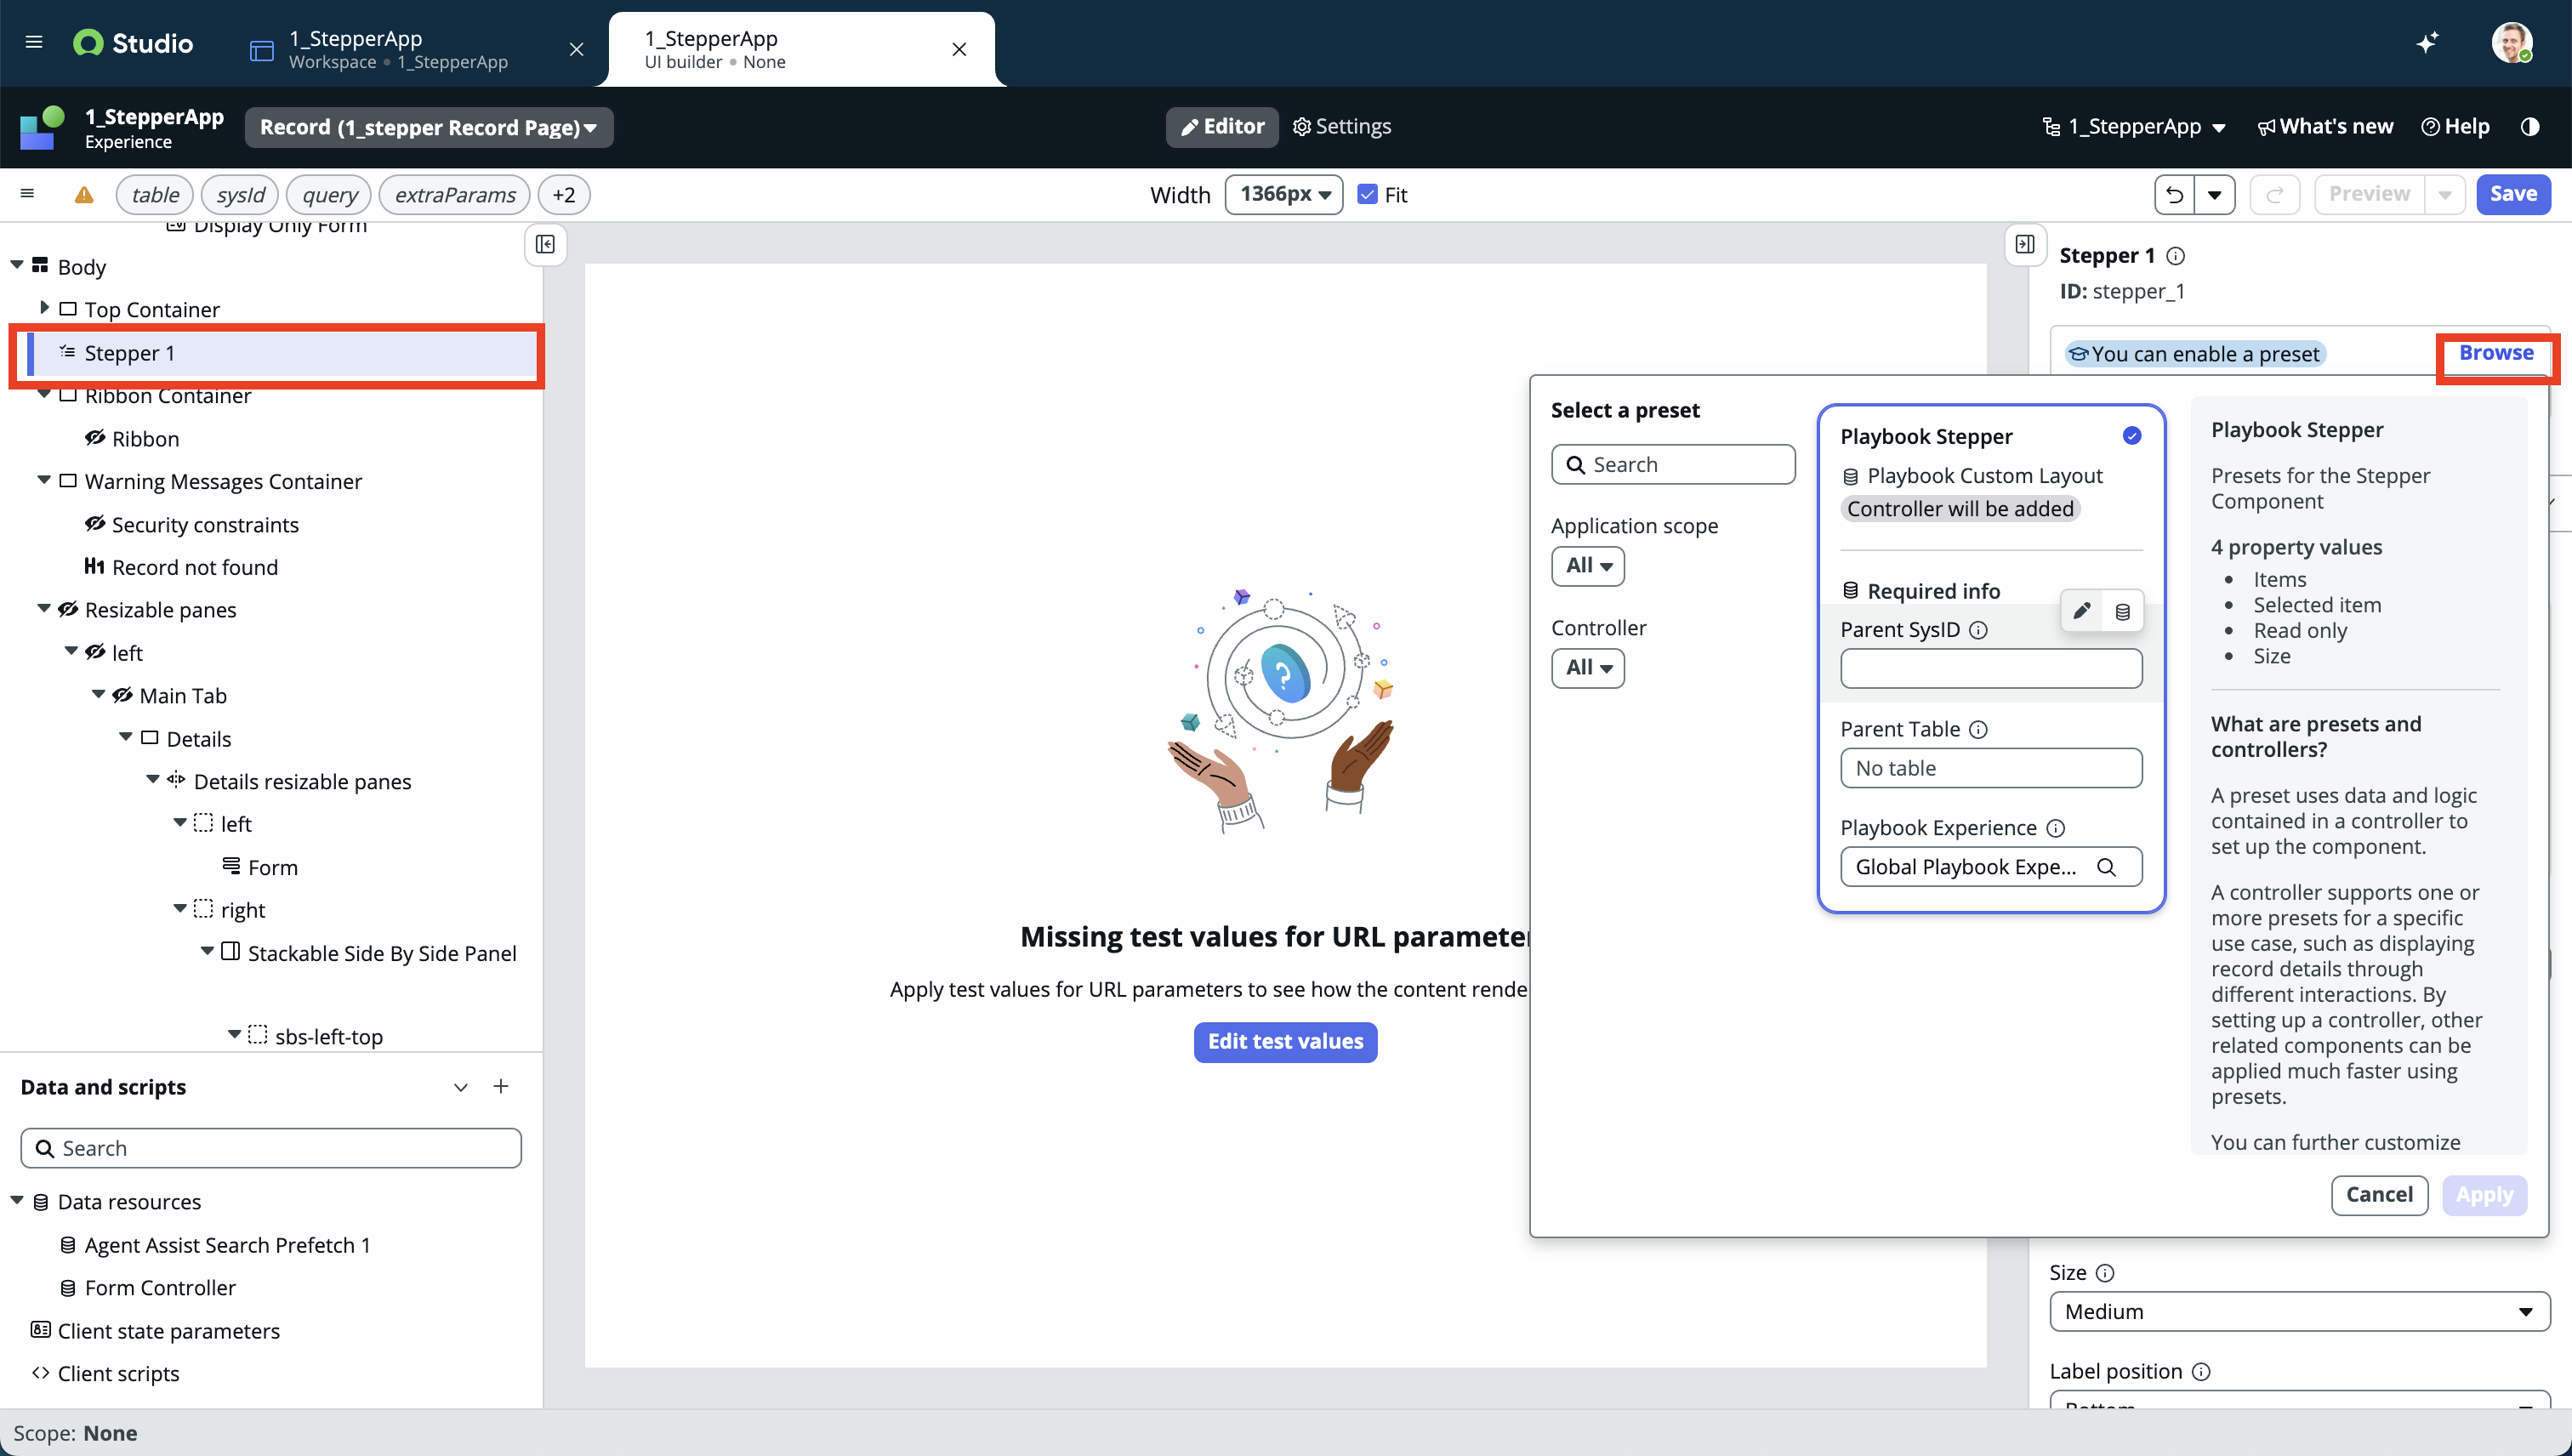 Studio
1_StepperApp
Workspace • 1_StepperApp
1_StepperApp
UI builder • None
1_StepperApp
Experience
Record (1_stepper Record Page)
Editor
Settings
1_StepperApp
What's new
Help
table
sysId
query
extraParams
+2
Width
1366px
Fit
Preview
Save
Display Only Form
Body
Top Container
Stepper 1
Ribbon Container
Ribbon
Warning Messages Container
Security constraints
H1 Record not found
Resizable panes
left
Main Tab
Details
Details resizable panes
left
Form
right
Stackable Side By Side Panel
sbs-left-top
Data and scripts
Search
Data resources
Agent Assist Search Prefetch 1
Form Controller
Client state parameters
Client scripts
Scope: None
Missing test values for URL parameter
Apply test values for URL parameters to see how the content rende
Edit test values
Stepper 1
ID: stepper_1
You can enable a preset
Browse
Select a preset
Search
Application scope
All
Controller
All
Playbook Stepper
Playbook Custom Layout
Controller will be added
Required info
Parent SysID
Parent Table
No table
Playbook Experience
Global Playbook Expe...
Playbook Stepper
Presets for the Stepper
Component
4 property values
• Items
• Selected item
• Read only
• Size
What are presets and
controllers?
A preset uses data and logic
contained in a controller to
set up the component.
A controller supports one or
more presets for a specific
use case, such as displaying
record details through
different interactions. By
setting up a controller, other
related components can be
applied much faster using
presets.
You can further customize
Cancel
Apply
Size
Medium
Label position
Bottom